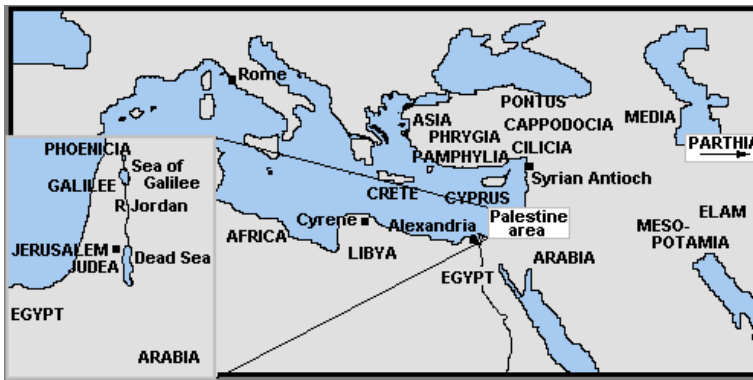 Rome
PONTUS
ASIA
MEDIA
CAPPODOCIA
PHRYGIA
PARTHIA
PHOENICIA
CILICIA
PAMPHYLIA
Sea of
Galilee
Syrian Antioch
GALILEE
CRETE
CYPRUS
R.Jordan
Cyrene
Alexandria
Palestine
area
ELAM
MESO-
POTAMIA
AFRICA
JERUSALEM
LIBYA
Dead Sea
ARABIA
JUDEA
EGYPT
EGYPT
ARABIA